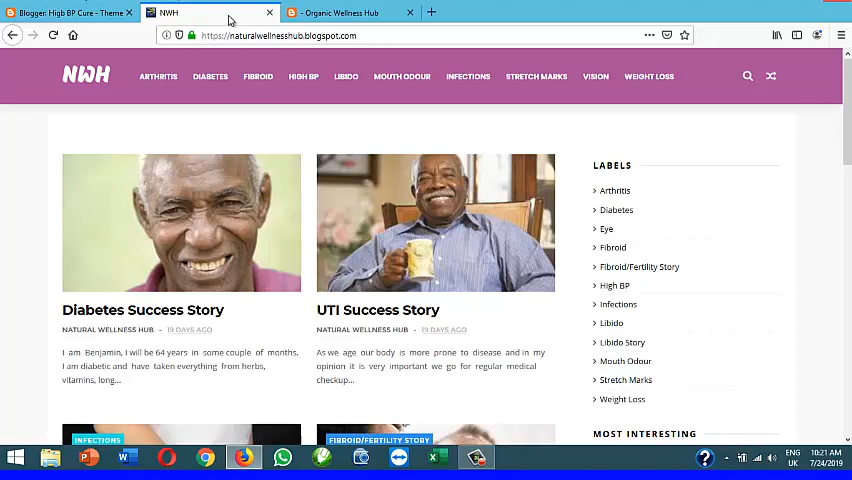 Blogger: Higb BP Cure - Theme
NWH
- Organic Wellness Hub
https://naturalwellnesshub.blogspot.com
NWH
ARTHRITIS
DIABETES
FIBROID
HIGH BP
LIBIDO
MOUTH ODOUR
INFECTIONS
STRETCH MARKS
VISION
WEIGHT LOSS
Diabetes Success Story
NATURAL WELLNESS HUB - 19 DAYS AGO
I am Benjamin, I will be 64 years in some couple of months.
I am diabetic and have taken everything from herbs,
vitamins, long...
UTI Success Story
NATURAL WELLNESS HUB - 19 DAYS AGO
As we age our body is more prone to disease and in my
opinion it is very important we go for regular medical
checkup...
INFECTIONS
FIBROID/FERTILITY STORY
LABELS
Arthritis
Diabetes
Eye
Fibroid
Fibroid/Fertility Story
High BP
Infections
Libido
Libido Story
Mouth Odour
Stretch Marks
Weight Loss
MOST INTERESTING
ENG
UK
10:21 AM
7/24/2019